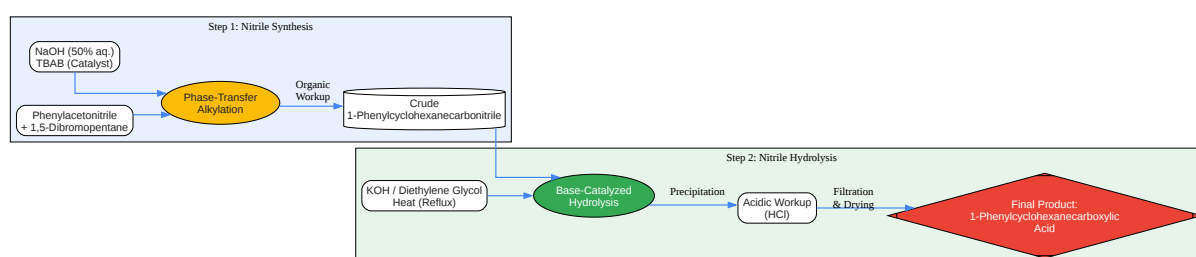 Step 1: Nitrile Synthesis
NaOH (50% aq.)
TBAB (Catalyst)
Phenylacetonitrile
+ 1,5-Dibromopentane
Phase-Transfer
Alkylation
Organic
Workup
Crude
1-Phenylcyclohexanecarbonitrile
Step 2: Nitrile Hydrolysis
KOH / Diethylene Glycol
Heat (Reflux)
Base-Catalyzed
Hydrolysis
Precipitation
Acidic Workup
(HCl)
Filtration
& Drying
Final Product:
1-Phenylcyclohexanecarboxylic
Acid